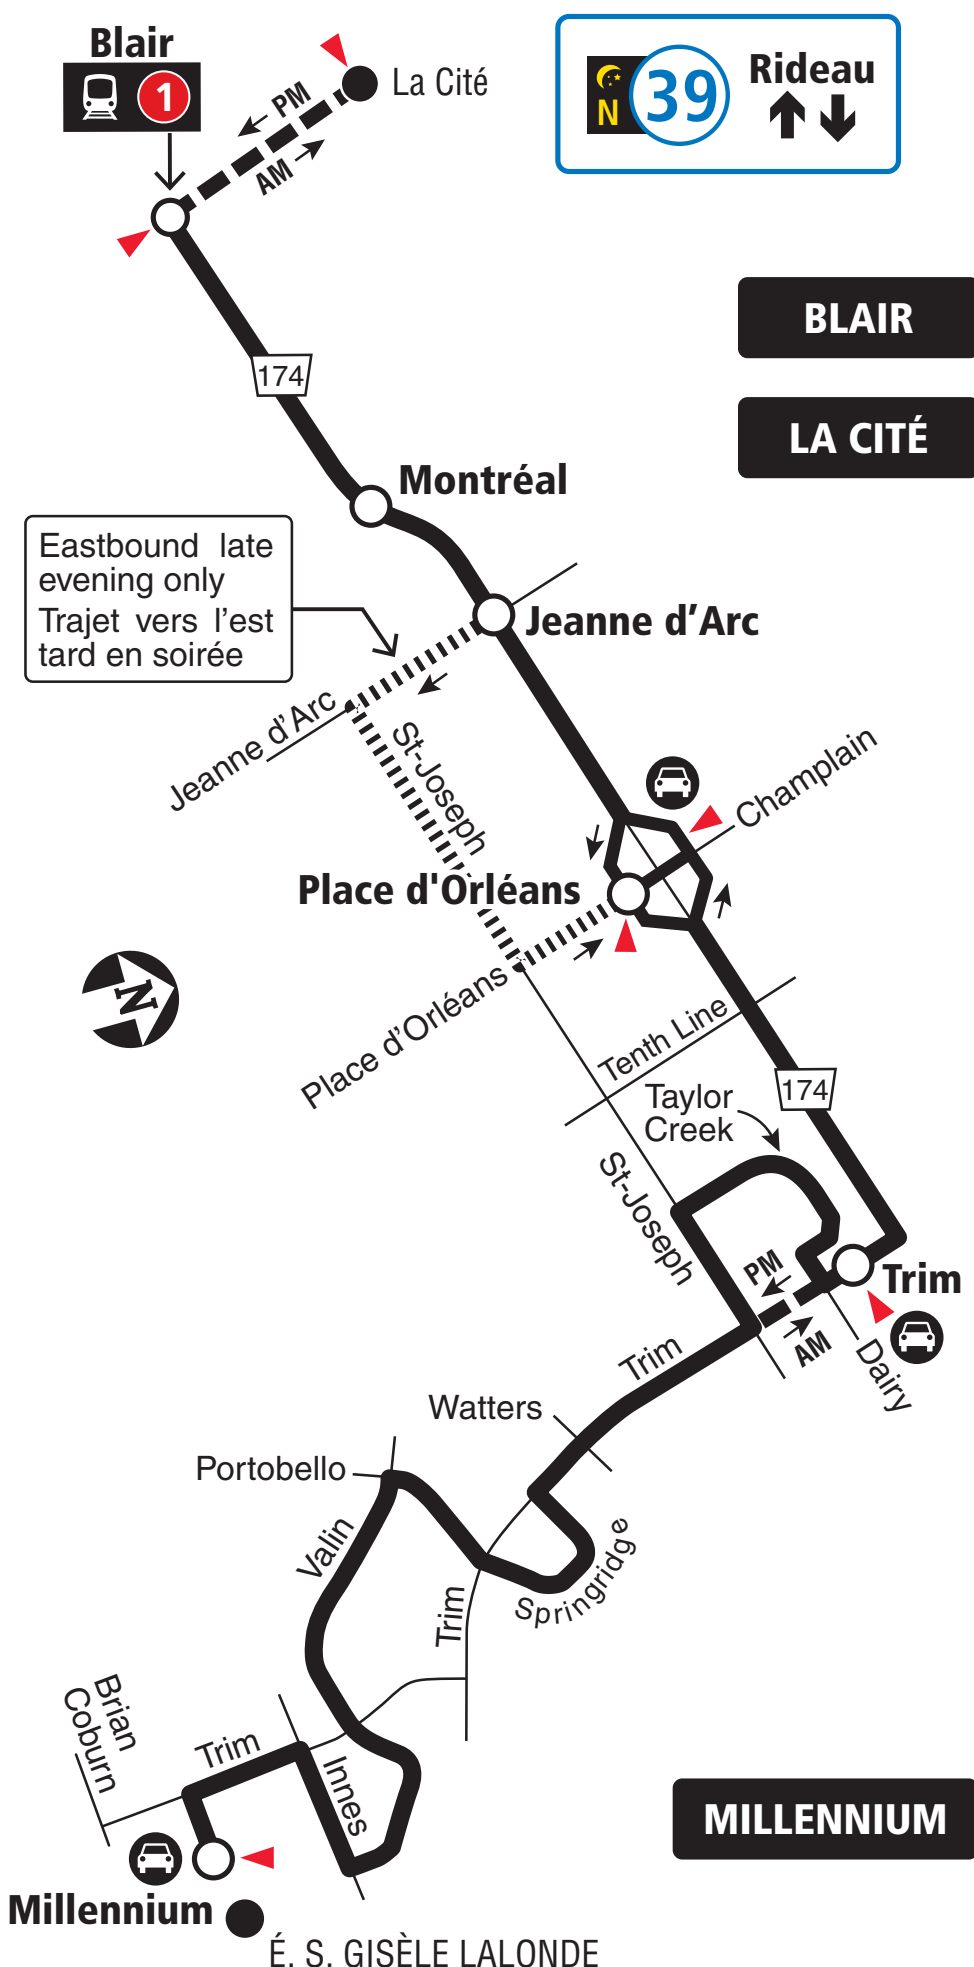 Blair
1
La Cité
PM
AM
N
39
Rideau
BLAIR
LA CITÉ
174
Montréal
Eastbound late
evening only
Trajet vers l'est
tard en soirée
Jeanne d'Arc
Jeanne d'Arc
St-Joseph
Champlain
Place d'Orléans
N
Place d'Orléans
Tenth Line
174
Taylor
Creek
St-Joseph
PM
AM
Trim
Dairy
Trim
Watters
Portobello
Valin
Springridge
Trim
Brian
Coburn
Trim
Innes
MILLENNIUM
Millennium
É. S. GISÈLE LALONDE